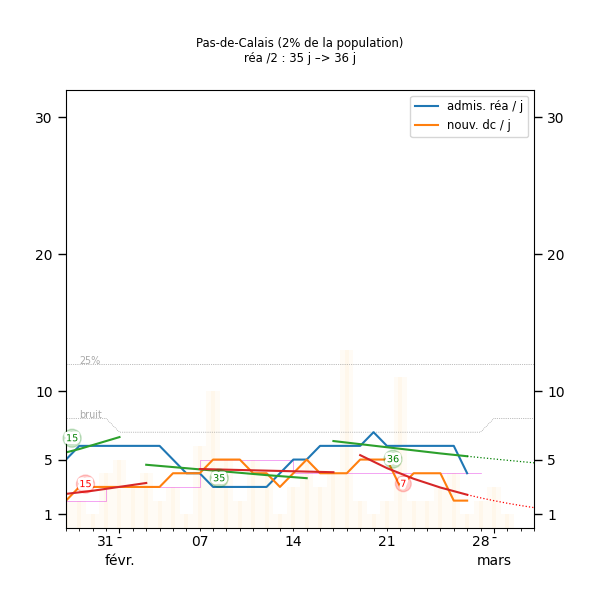 Pas-de-Calais (2% de la population)
réa /2 : 35 j –> 36 j
admis. réa / j
nouv. dc / j
30 30
20 20
25%
10 10
bruit
15
36
5 5
35
15
7
1 1
31 - 07 14 21 28 -
févr. mars